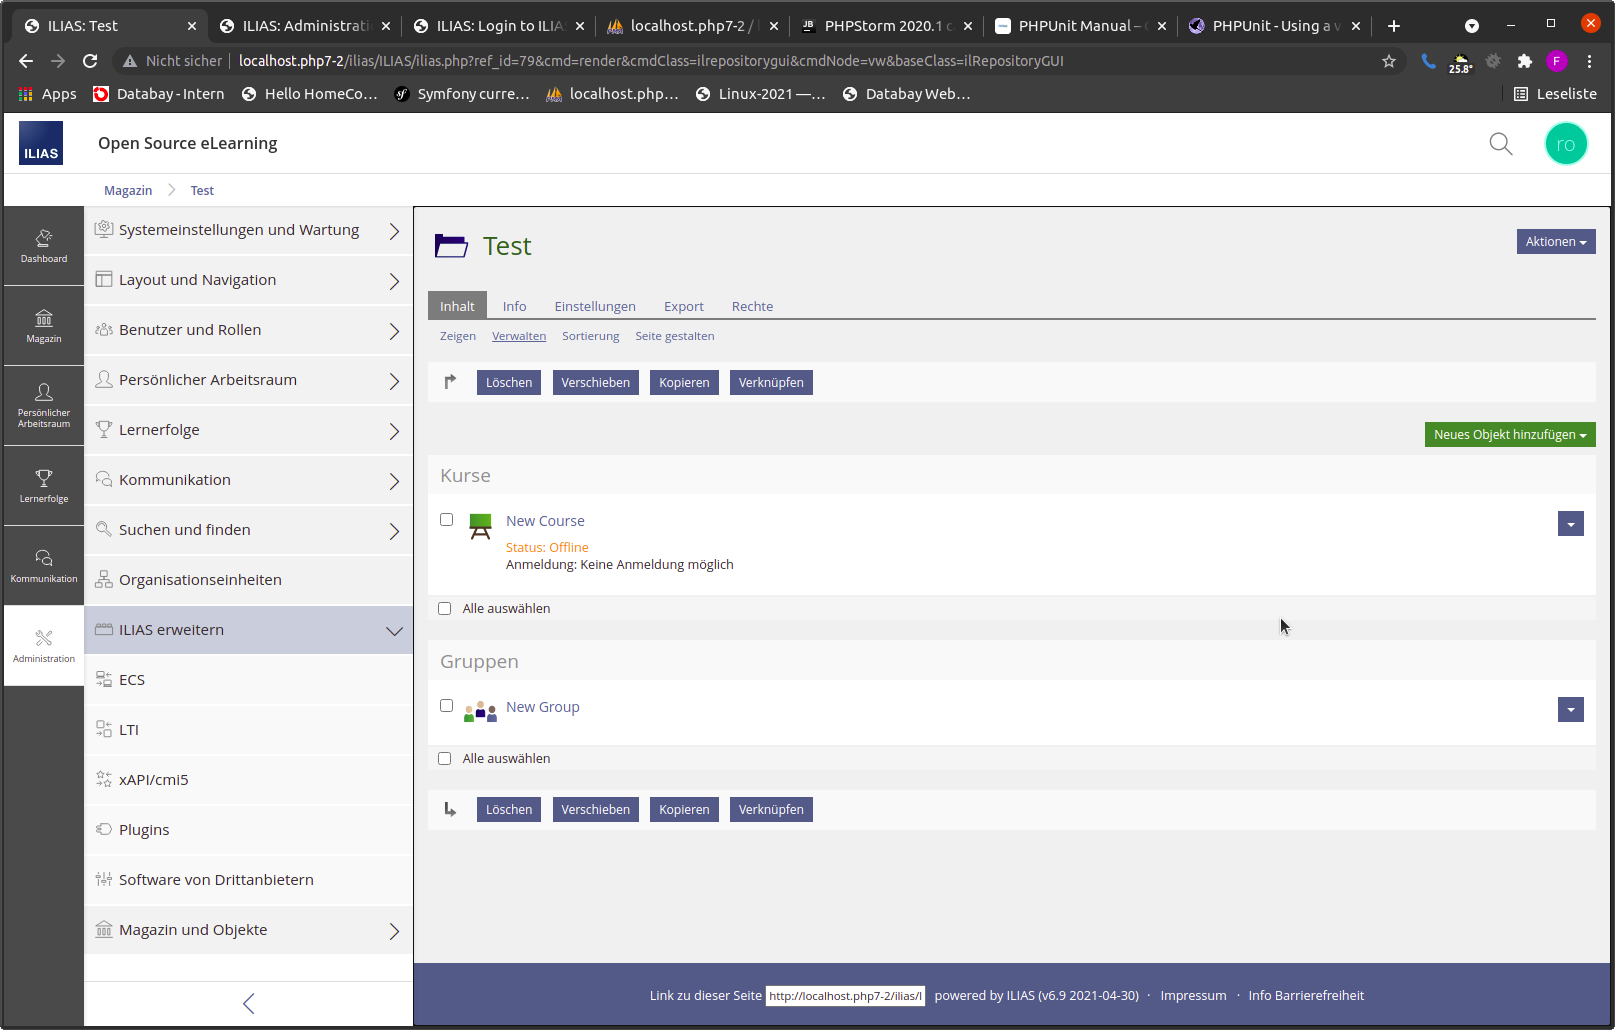 ILIAS: Test
ILIAS: Administrati
ILIAS: Login to ILIA
localhost.php7-2 /
PHPStorm 2020.1
PHPUnit Manual –
PHPUnit - Using a v
Nicht sicher
localhost.php7-2/ilias/ILIAS/ilias.php?ref_id=79&cmd=render&cmdClass=ilrepositorygui&cmdNode=vw&baseClass=ilRepositoryGUI
25.8°
F
Apps
Databay - Intern
Hello HomeCo...
Symfony curre...
localhost.php...
Linux-2021 —...
Databay Web...
Leseliste
ILIAS
Open Source eLearning
ro
Magazin
Test
Dashboard
Magazin
Persönlicher
Arbeitsraum
Lernerfolge
Kommunikation
Administration
Systemeinstellungen und Wartung
Layout und Navigation
Benutzer und Rollen
Persönlicher Arbeitsraum
Lernerfolge
Kommunikation
Suchen und finden
Organisationseinheiten
ILIAS erweitern
ECS
LTI
xAPI/cmi5
Plugins
Software von Drittanbietern
Magazin und Objekte
Test
Aktionen
Inhalt Info Einstellungen Export Rechte
Zeigen Verwalten Sortierung Seite gestalten
Löschen Verschieben Kopieren Verknüpfen
Neues Objekt hinzufügen
Kurse
New Course
Status: Offline
Anmeldung: Keine Anmeldung möglich
Alle auswählen
Gruppen
New Group
Alle auswählen
Löschen Verschieben Kopieren Verknüpfen
Link zu dieser Seite http://localhost.php7-2/ilias/I powered by ILIAS (v6.9 2021-04-30) · Impressum · Info Barrierefreiheit